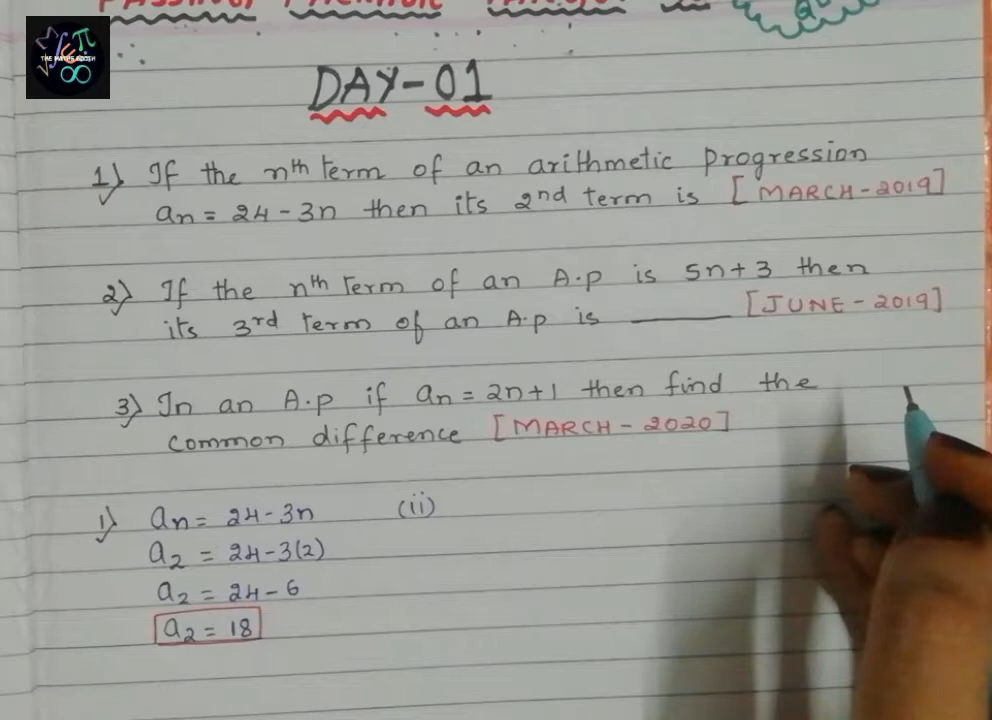 THE MATHS BOOTH
DAY-01
1) If the nth term of an arithmetic progression
an = 24 - 3n then its 2nd term is [MARCH-2019]
2) If the nth Term of an A.p is 5n+3 then
its 3rd term of an A.p is ______ [JUNE-2019]
3) In an A.p if an = 2n+1 then find the
common difference [MARCH-2020]
1) an = 24-3n (ii)
a2 = 24-3(2)
a2 = 24-6
a2 = 18